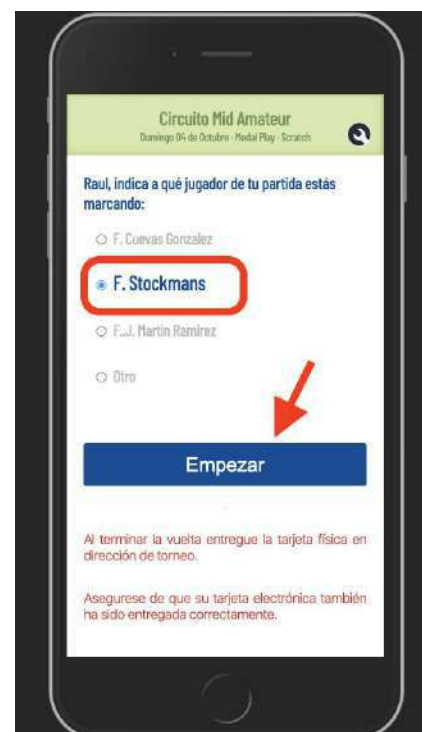 Circuito Mid Amateur
Domingo 04 de Octubre - Medal Play - Scratch
Raul, indica a qué jugador de tu partida estás
marcando:
F. Cuevas Gonzalez
F. Stockmans
F.J. Martin Ramirez
Otro
Empezar
Al terminar la vuelta entregue la tarjeta física en
dirección de torneo.
Asegurese de que su tarjeta electrónica también
ha sido entregada correctamente.